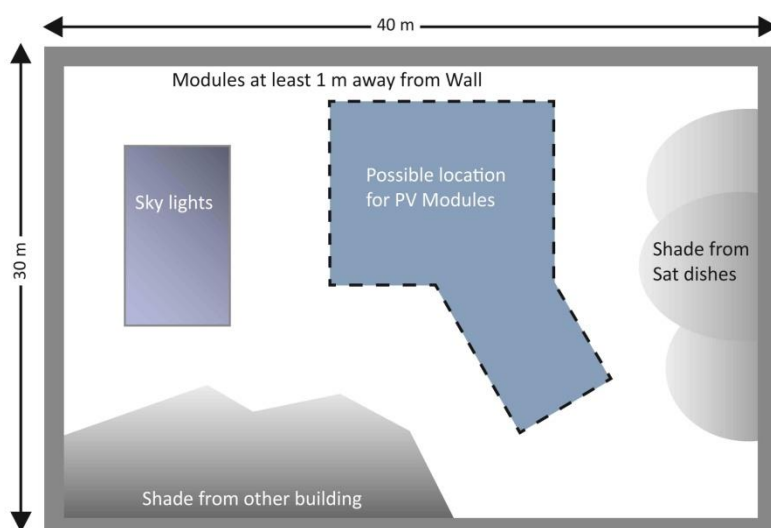 40 m
Modules at least 1 m away from Wall
Possible location
for PV Modules
Sky lights
Shade from
Sat dishes
30 m
Shade from other building